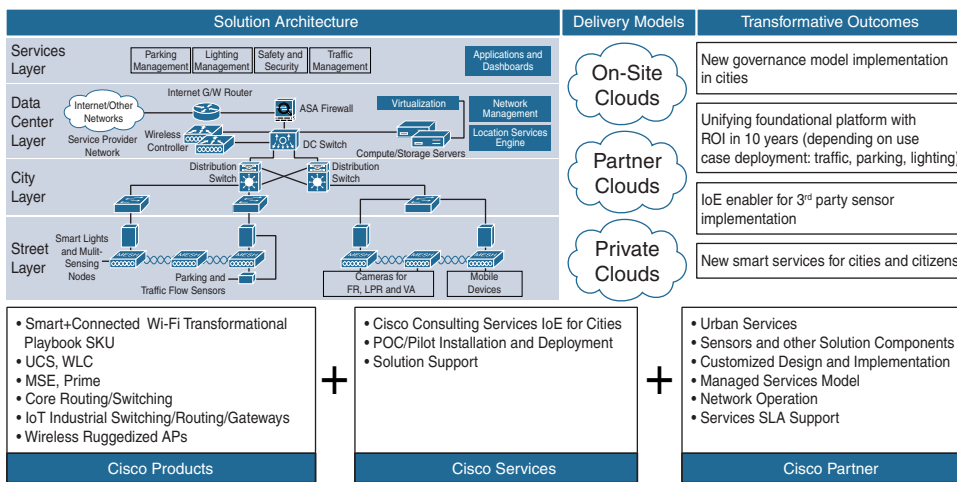 Solution Architecture
Delivery Models
Transformative Outcomes
Services
Layer
Parking
Management
Lighting
Management
Safety and
Security
Traffic
Management
Applications and
Dashboards
Data
Center
Layer
Internet/Other
Networks
Service Provider
Network
Internet G/W Router
ASA Firewall
Wireless
Controller
DC Switch
Virtualization
Compute/Storage Servers
Network
Management
Location Services
Engine
City
Layer
Distribution
Switch
Distribution
Switch
Street
Layer
Smart Lights
and Mulit-
Sensing
Nodes
Parking and
Traffic Flow Sensors
Cameras for
FR, LPR and VA
Mobile
Devices
On-Site
Clouds
Partner
Clouds
Private
Clouds
New governance model implementation
in cities
Unifying foundational platform with
ROI in 10 years (depending on use
case deployment: traffic, parking, lighting)
IoE enabler for 3rd party sensor
implementation
New smart services for cities and citizens
• Smart+Connected Wi-Fi Transformational
Playbook SKU
• UCS, WLC
• MSE, Prime
• Core Routing/Switching
• IoT Industrial Switching/Routing/Gateways
• Wireless Ruggedized APs
Cisco Products
+
• Cisco Consulting Services IoE for Cities
• POC/Pilot Installation and Deployment
• Solution Support
Cisco Services
+
• Urban Services
• Sensors and other Solution Components
• Customized Design and Implementation
• Managed Services Model
• Network Operation
• Services SLA Support
Cisco Partner